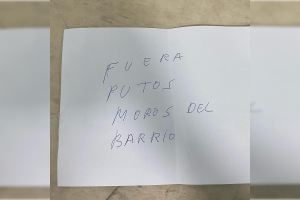 FUERA
PUTOS
MOROS DEL
BARRIO